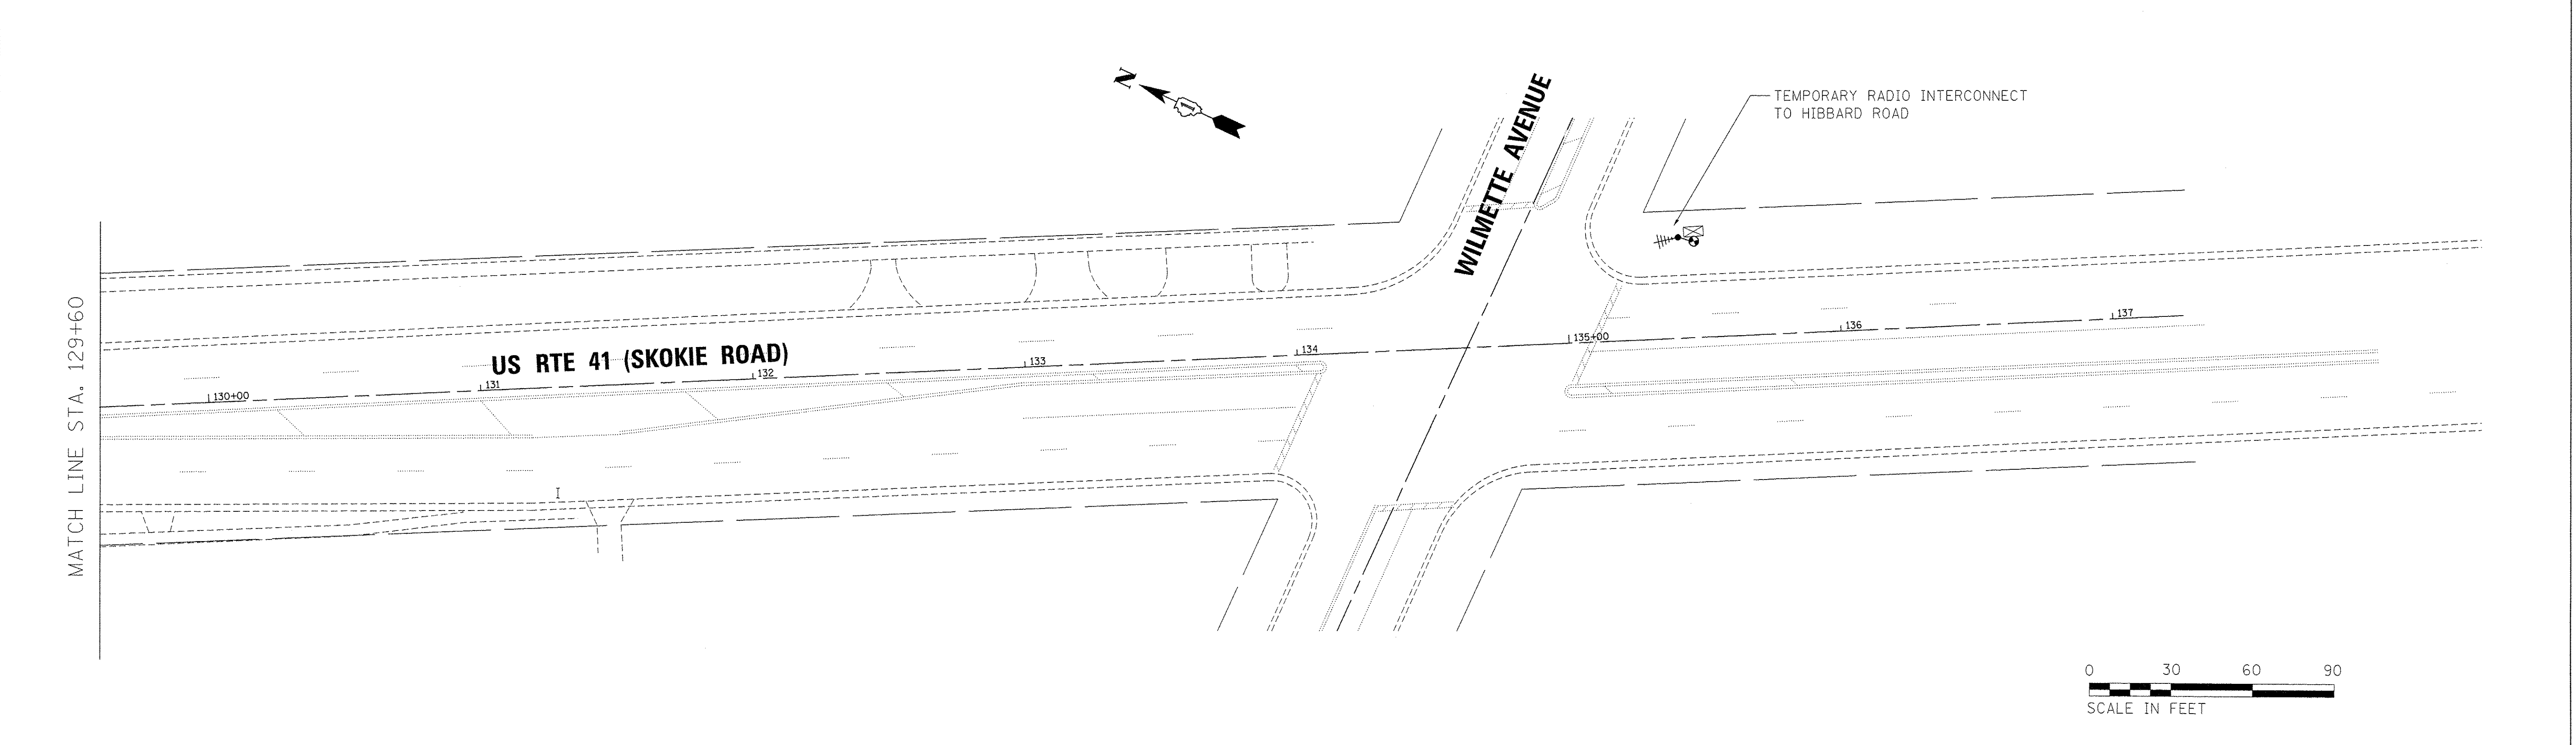 N
1
WILMETTE AVENUE
TEMPORARY RADIO INTERCONNECT
TO HIBBARD ROAD
MATCH LINE STA. 129+60
US RTE 41 (SKOKIE ROAD)
130+00
131
132
133
134
135+00
136
137
I
0 30 60 90
SCALE IN FEET